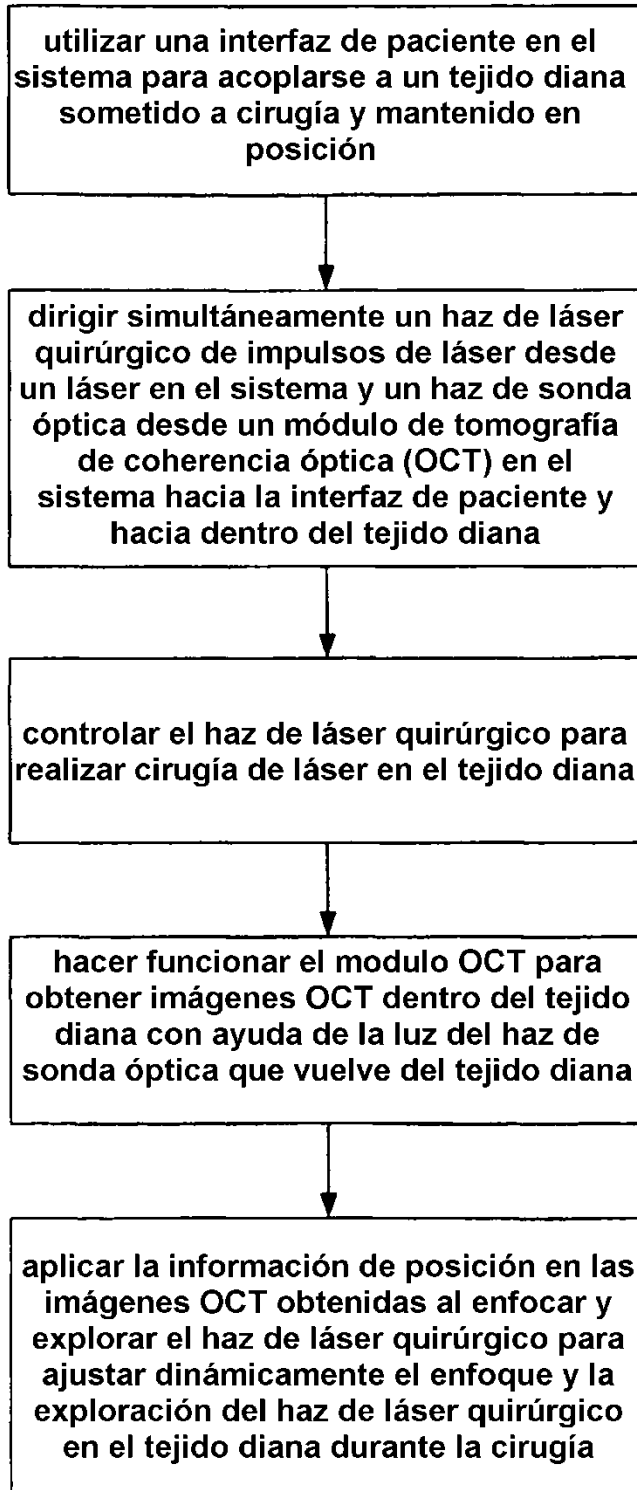 utilizar una interfaz de paciente en el
sistema para acoplarse a un tejido diana
sometido a cirugía y mantenido en
posición
dirigir simultáneamente un haz de láser
quirúrgico de impulsos de láser desde
un láser en el sistema y un haz de sonda
óptica desde un módulo de tomografía
de coherencia óptica (OCT) en el
sistema hacia la interfaz de paciente y
hacia dentro del tejido diana
controlar el haz de láser quirúrgico para
realizar cirugía de láser en el tejido diana
hacer funcionar el modulo OCT para
obtener imágenes OCT dentro del tejido
diana con ayuda de la luz del haz de
sonda óptica que vuelve del tejido diana
aplicar la información de posición en las
imágenes OCT obtenidas al enfocar y
explorar el haz de láser quirúrgico para
ajustar dinámicamente el enfoque y la
exploración del haz de láser quirúrgico
en el tejido diana durante la cirugía